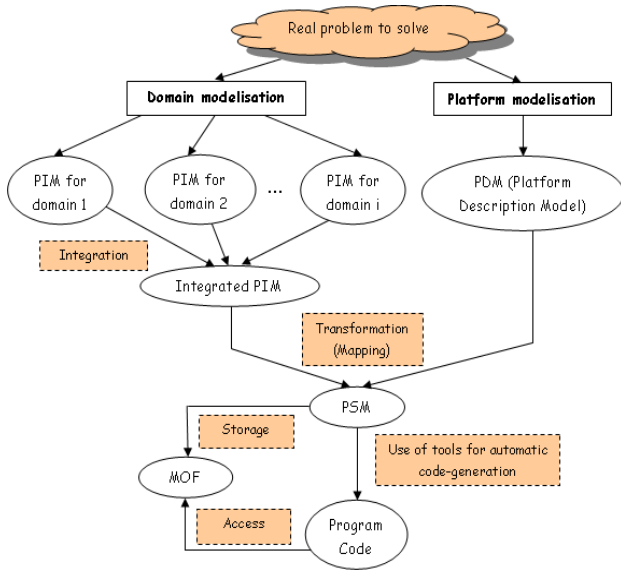 Real problem to solve
Domain modelisation
Platform modelisation
PIM for
domain 1
PIM for
domain 2
...
PIM for
domain i
PDM (Platform
Description Model)
Integration
Integrated PIM
Transformation
(Mapping)
PSM
Storage
Use of tools for automatic
code-generation
MOF
Access
Program
Code